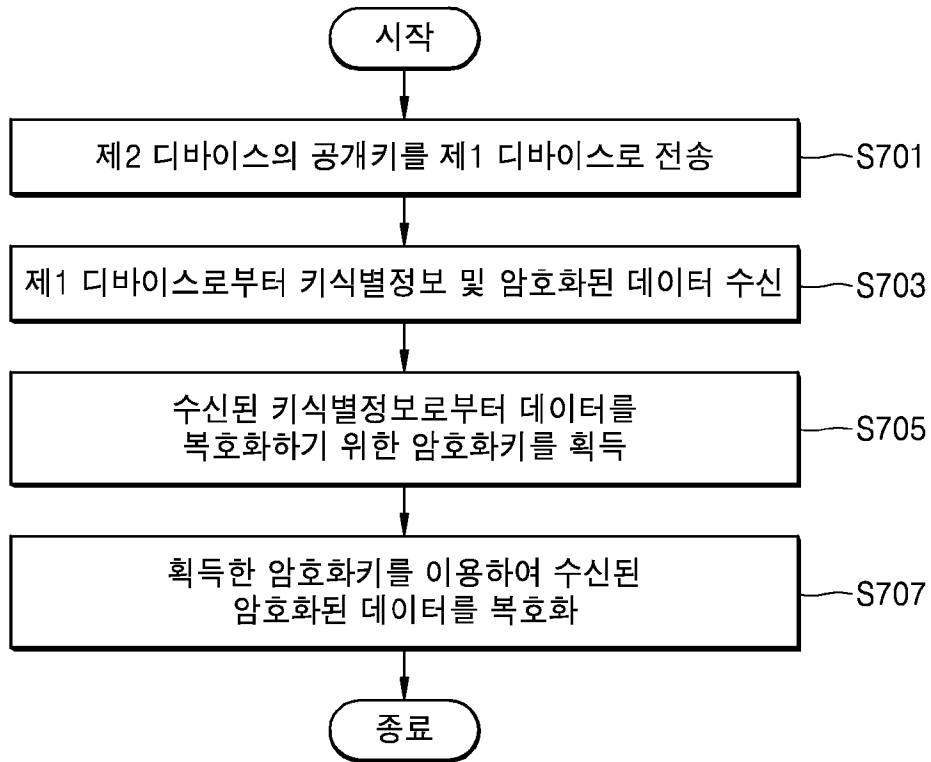 시작
제2 디바이스의 공개키를 제1 디바이스로 전송
S701
제1 디바이스로부터 키식별정보 및 암호화된 데이터 수신
S703
수신된 키식별정보로부터 데이터를
복호화하기 위한 암호화키를 획득
S705
획득한 암호화키를 이용하여 수신된
암호화된 데이터를 복호화
S707
종료